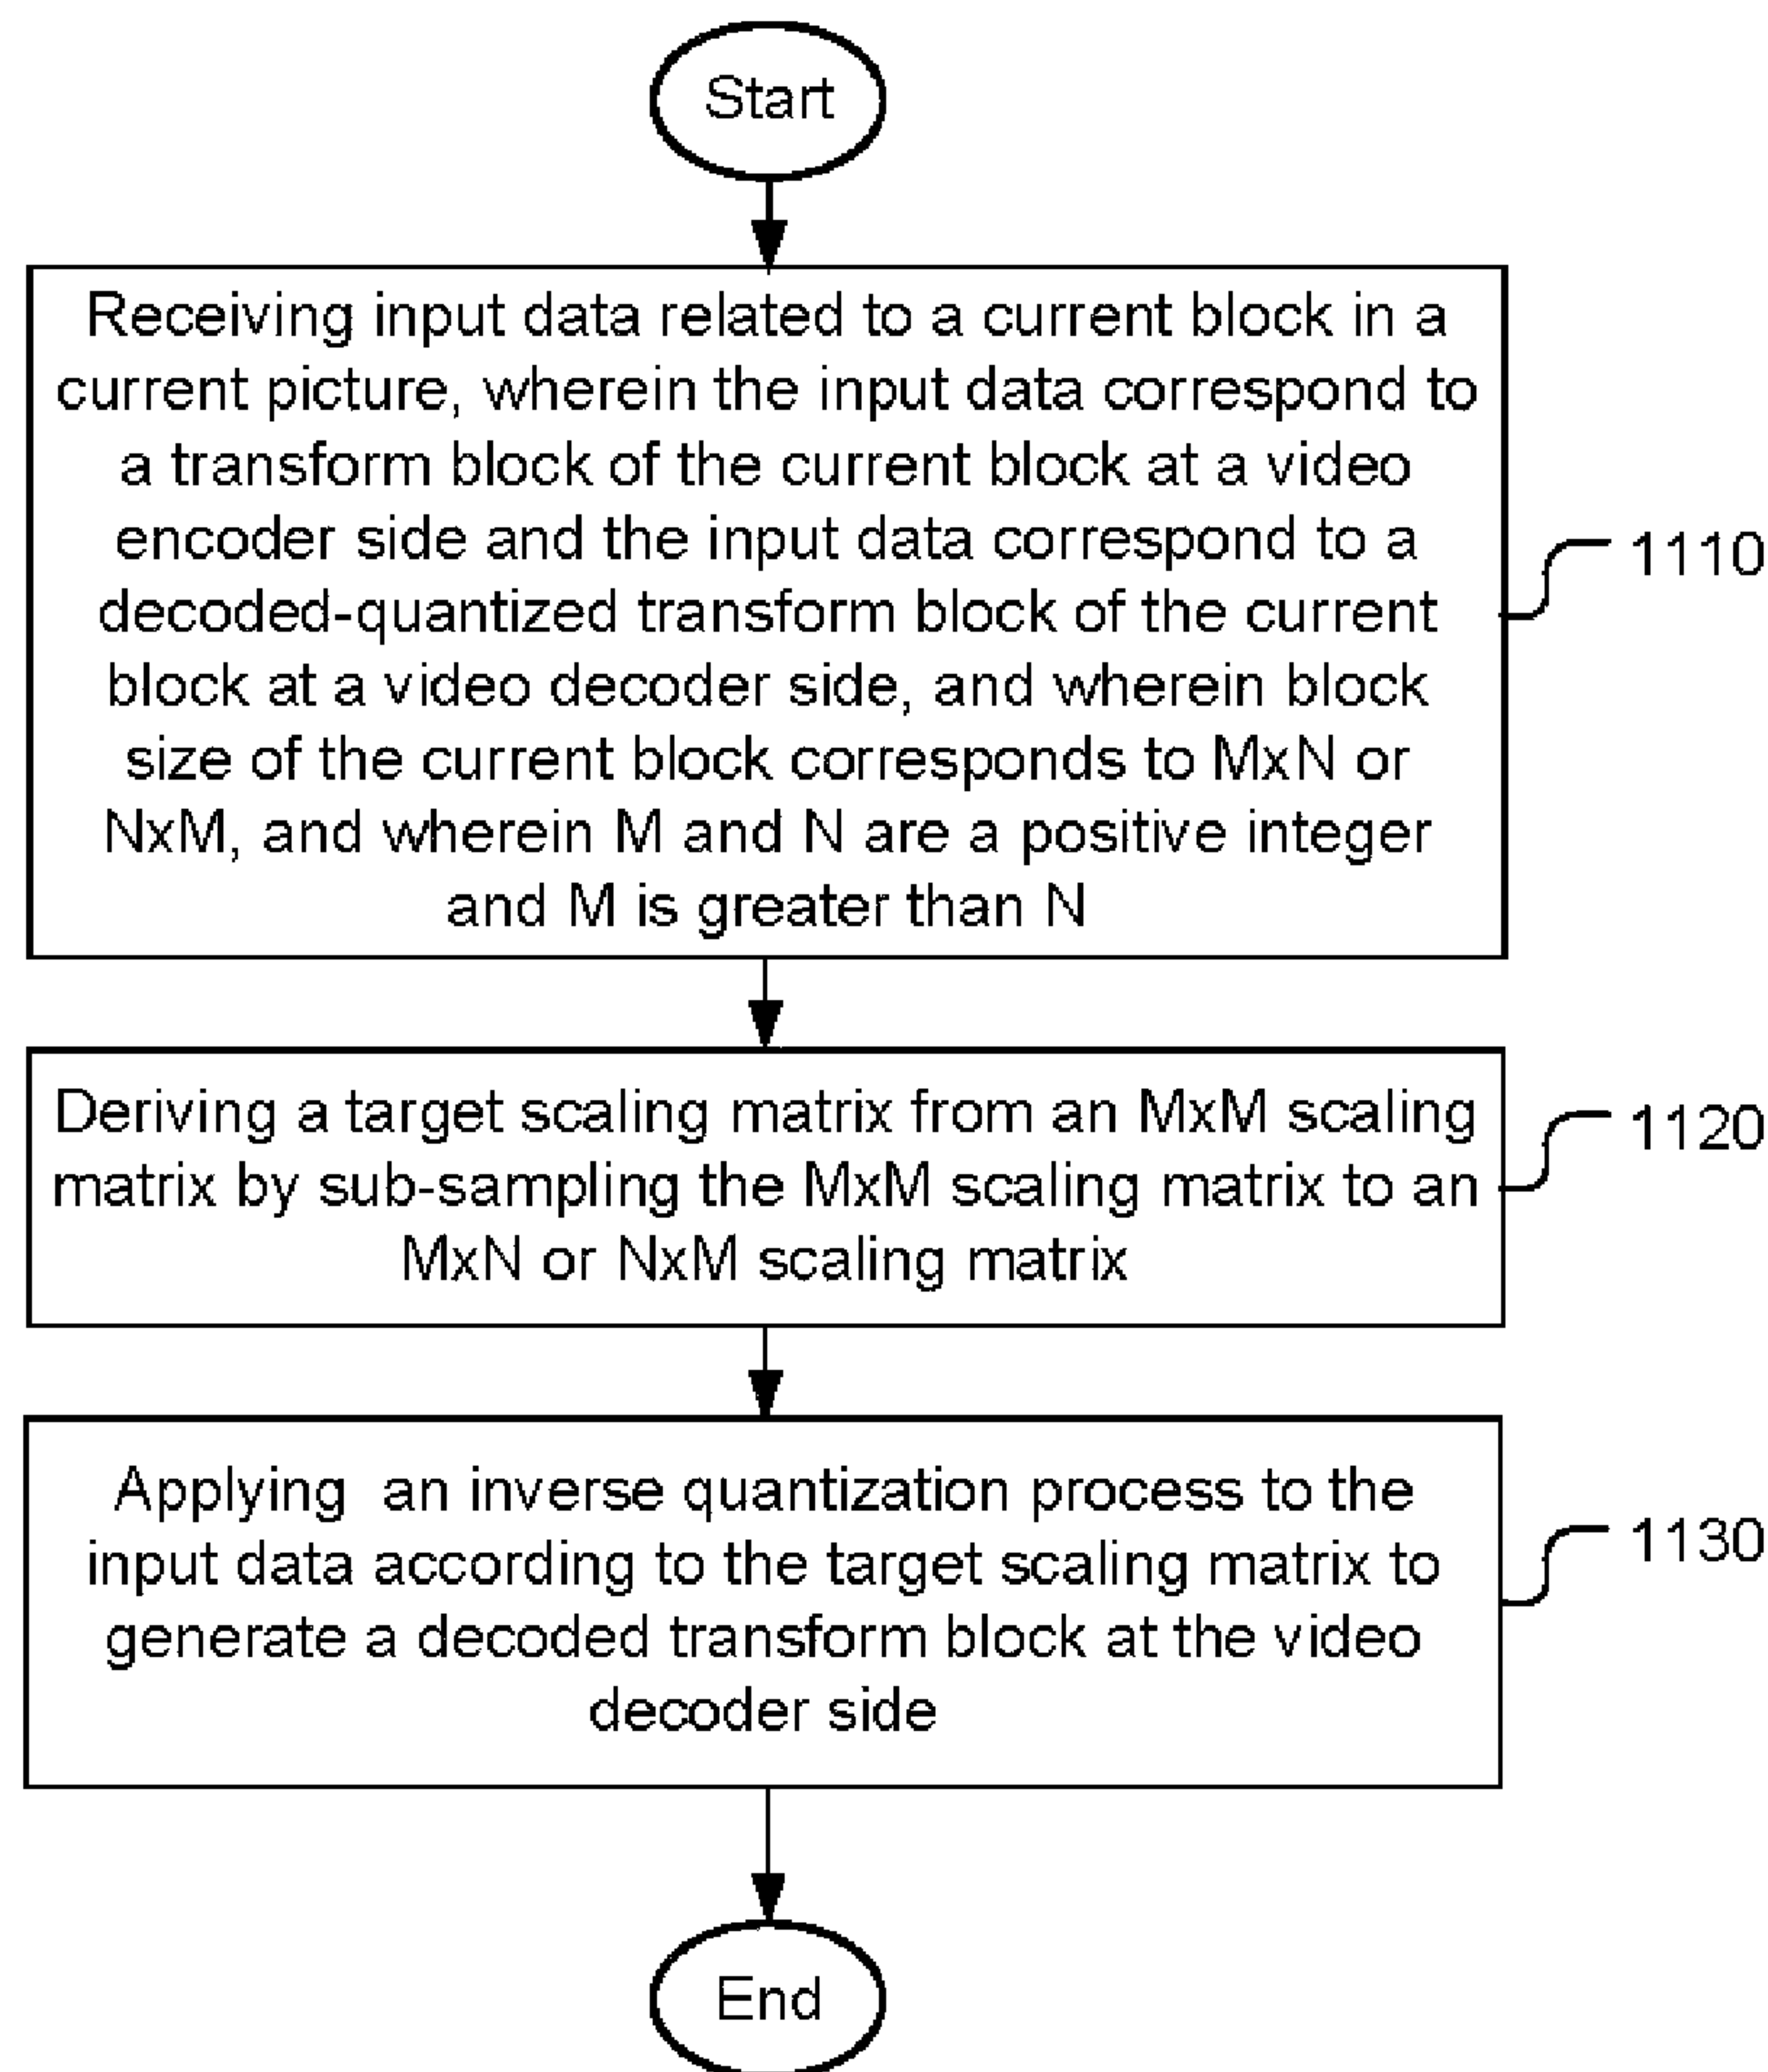 Start
Receiving input data related to a current block in a
current picture, wherein the input data correspond to
a transform block of the current block at a video
encoder side and the input data correspond to a
decoded-quantized transform block of the current
block at a video decoder side, and wherein block
size of the current block corresponds to MxN or
NxM, and wherein M and N are a positive integer
and M is greater than N
1110
Deriving a target scaling matrix from an MxM scaling
matrix by sub-sampling the MxM scaling matrix to an
MxN or NxM scaling matrix
1120
Applying an inverse quantization process to the
input data according to the target scaling matrix to
generate a decoded transform block at the video
decoder side
1130
End